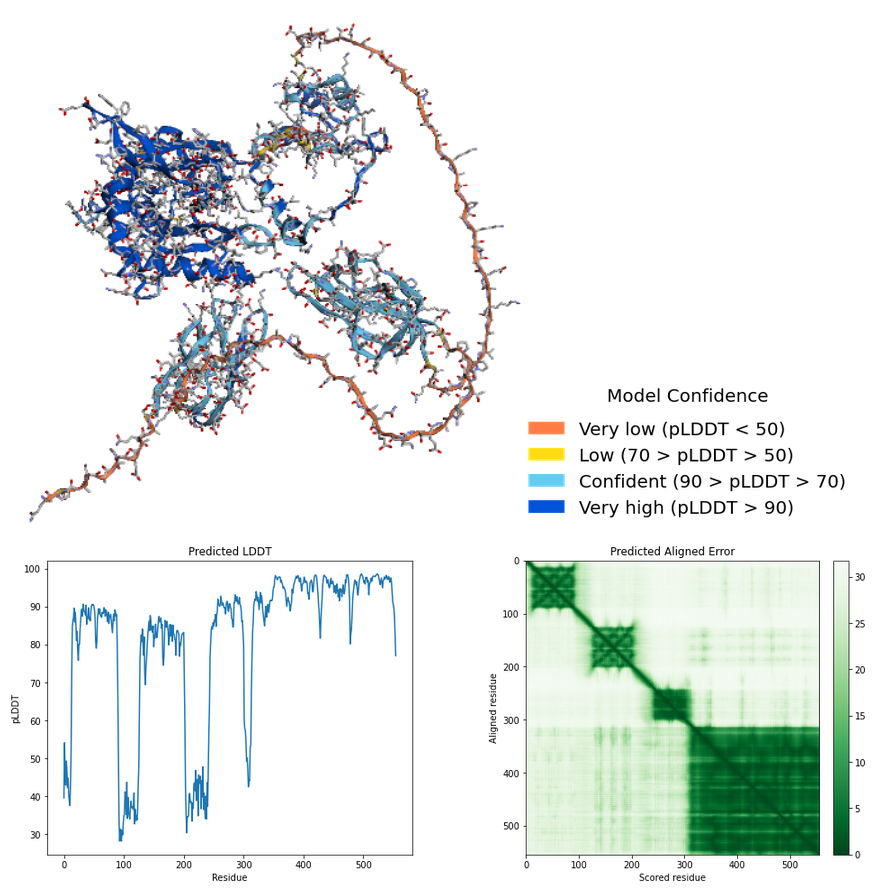 Model Confidence
Very low (pLDDT < 50)
Low (70 > pLDDT > 50)
Confident (90 > pLDDT > 70)
Very high (pLDDT > 90)
Predicted LDDT
100
90
80
70
60
50
40
30
pLDDT
0 100 200 300 400 500
Residue
Predicted Aligned Error
0
100
200
300
400
500
Aligned residue
0 100 200 300 400 500
Scored residue
30
25
20
15
10
5
0